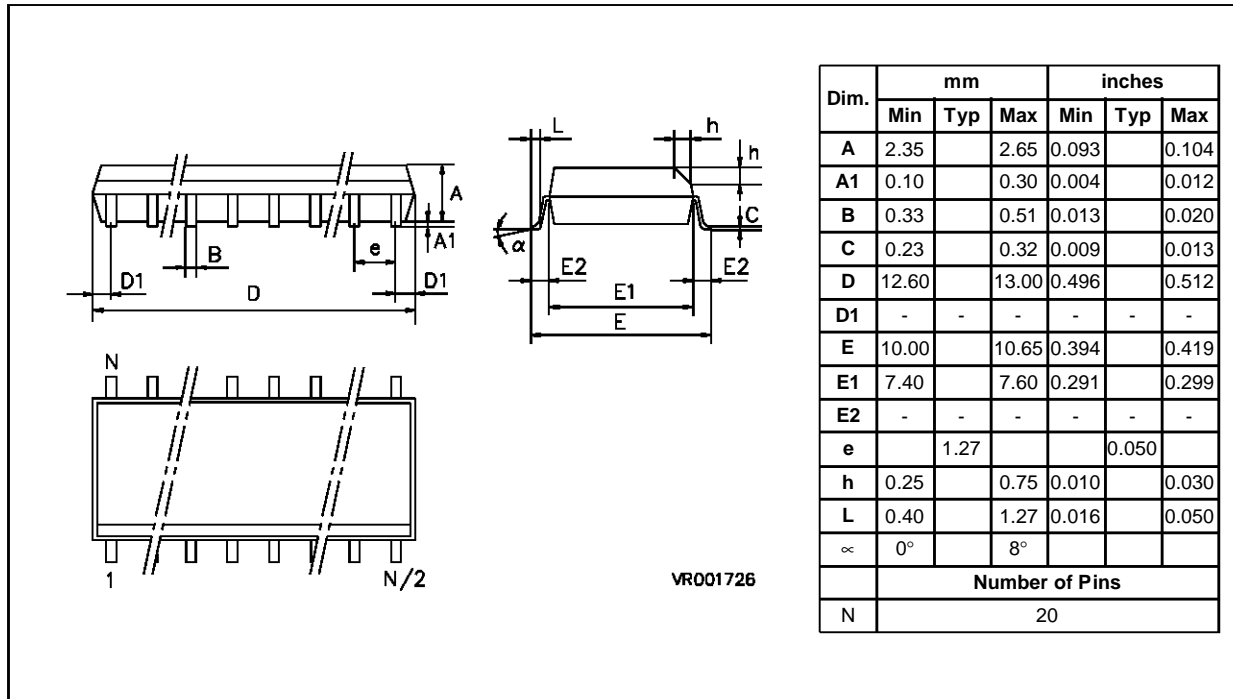 L
h
h
A
A1
C
α
B
e
E2
E2
D1
D1
D
E1
E
N
1
N/2
VR001726
Dim. mm inches
Min Typ Max Min Typ Max
A 2.35 2.65 0.093 0.104
A1 0.10 0.30 0.004 0.012
B 0.33 0.51 0.013 0.020
C 0.23 0.32 0.009 0.013
D 12.60 13.00 0.496 0.512
D1 - - - - - -
E 10.00 10.65 0.394 0.419
E1 7.40 7.60 0.291 0.299
E2 - - - - - -
e 1.27 0.050
h 0.25 0.75 0.010 0.030
L 0.40 1.27 0.016 0.050
∝ 0° 8°
Number of Pins
N 20